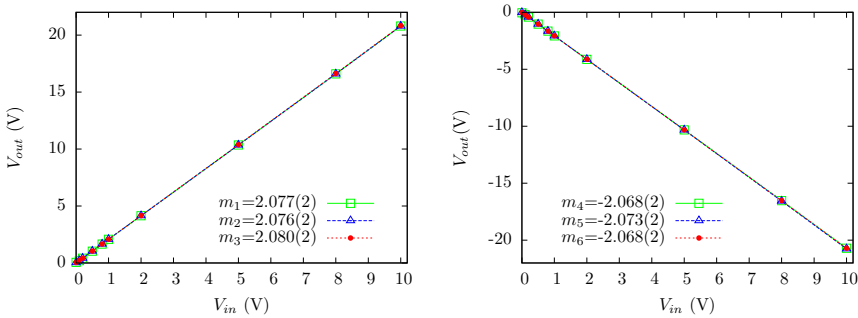 20
15
10
5
0
V_out (V)
m_1=2.077(2)
m_2=2.076(2)
m_3=2.080(2)
0 1 2 3 4 5 6 7 8 9 10
V_in (V)
0
-5
-10
-15
-20
V_out(V)
m_4=-2.068(2)
m_5=-2.073(2)
m_6=-2.068(2)
0 1 2 3 4 5 6 7 8 9 10
V_in (V)